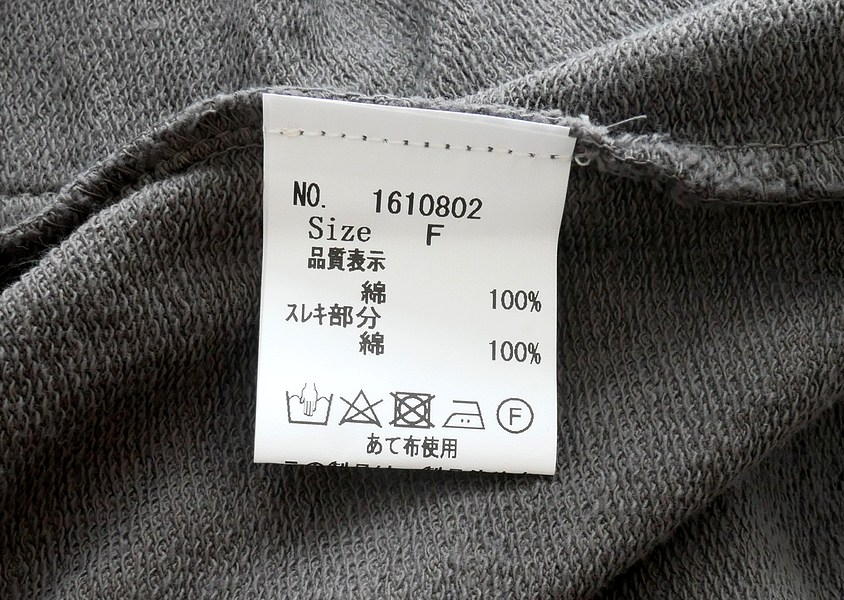 NO. 1610802
Size F
品質表示
綿 100%
スレキ部分
綿 100%
F
あて布使用